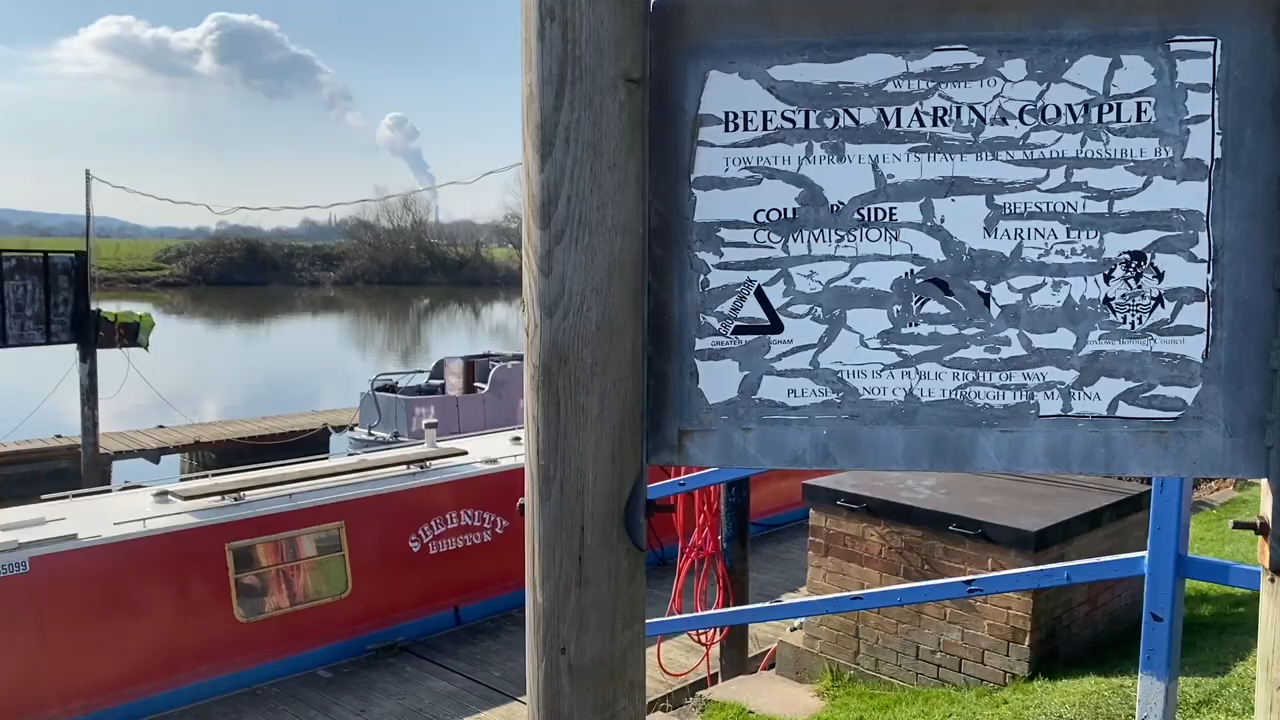 WELCOME TO
BEESTON MARINA COMPLE
TOWPATH IMPROVEMENTS HAVE BEEN MADE POSSIBLE BY
COUNTRYSIDE
COMMISSION
BEESTON
MARINA LTD
GROUNDWORK
GREATER NOTTINGHAM
Broxtowe Borough Council
THIS IS A PUBLIC RIGHT OF WAY
PLEASE DO NOT CYCLE THROUGH THE MARINA
SERENITY
BEESTON
5099